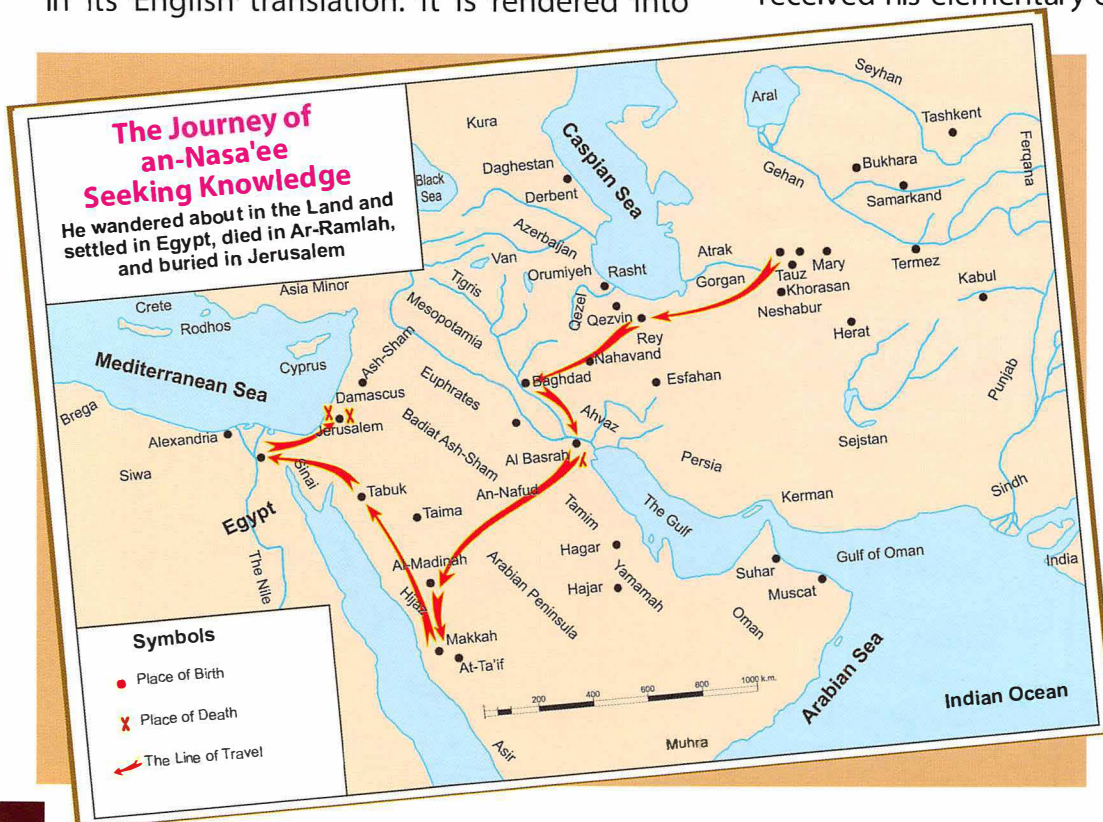 in its English translation. It is rendered into
received his elementary
The Journey of
an-Nasa'ee
Seeking Knowledge
He wandered about in the Land and
settled in Egypt, died in Ar-Ramlah,
and buried in Jerusalem
Kura
Daghestan
Derbent
Black
Sea
Caspian Sea
Aral
Seyhan
Tashkent
Ferqana
Bukhara
Gehan
Samarkand
Azerbaijan
Van
Tigris
Orumiyeh
Rasht
Atrak
Gorgan
Tauz
Mary
Termez
Khorasan
Neshabur
Kabul
Herat
Asia Minor
Crete
Rodhos
Cyprus
Mesopotamia
Qezel
Qezvin
Rey
Nahavand
Mediterranean Sea
Ash-Sham
Damascus
Euphrates
Baghdad
Esfahan
Punjab
Brega
Alexandria
Jerusalem
Badiat Ash-Sham
Ahvaz
Sejstan
Siwa
Sinai
Al Basrah
Persia
Tabuk
An-Nafud
Kerman
Sindh
Egypt
Taima
Tamim
The Gulf
The Nile
Al-Madinah
Hagar
Gulf of Oman
India
Hijaz
Arabian Peninsula
Hajar
Yamamah
Suhar
Muscat
Makkah
At-Ta'if
Oman
200
400
600
800
1000 k.m.
Arabian Sea
Indian Ocean
Asir
Muhra
Symbols
Place of Birth
Place of Death
The Line of Travel